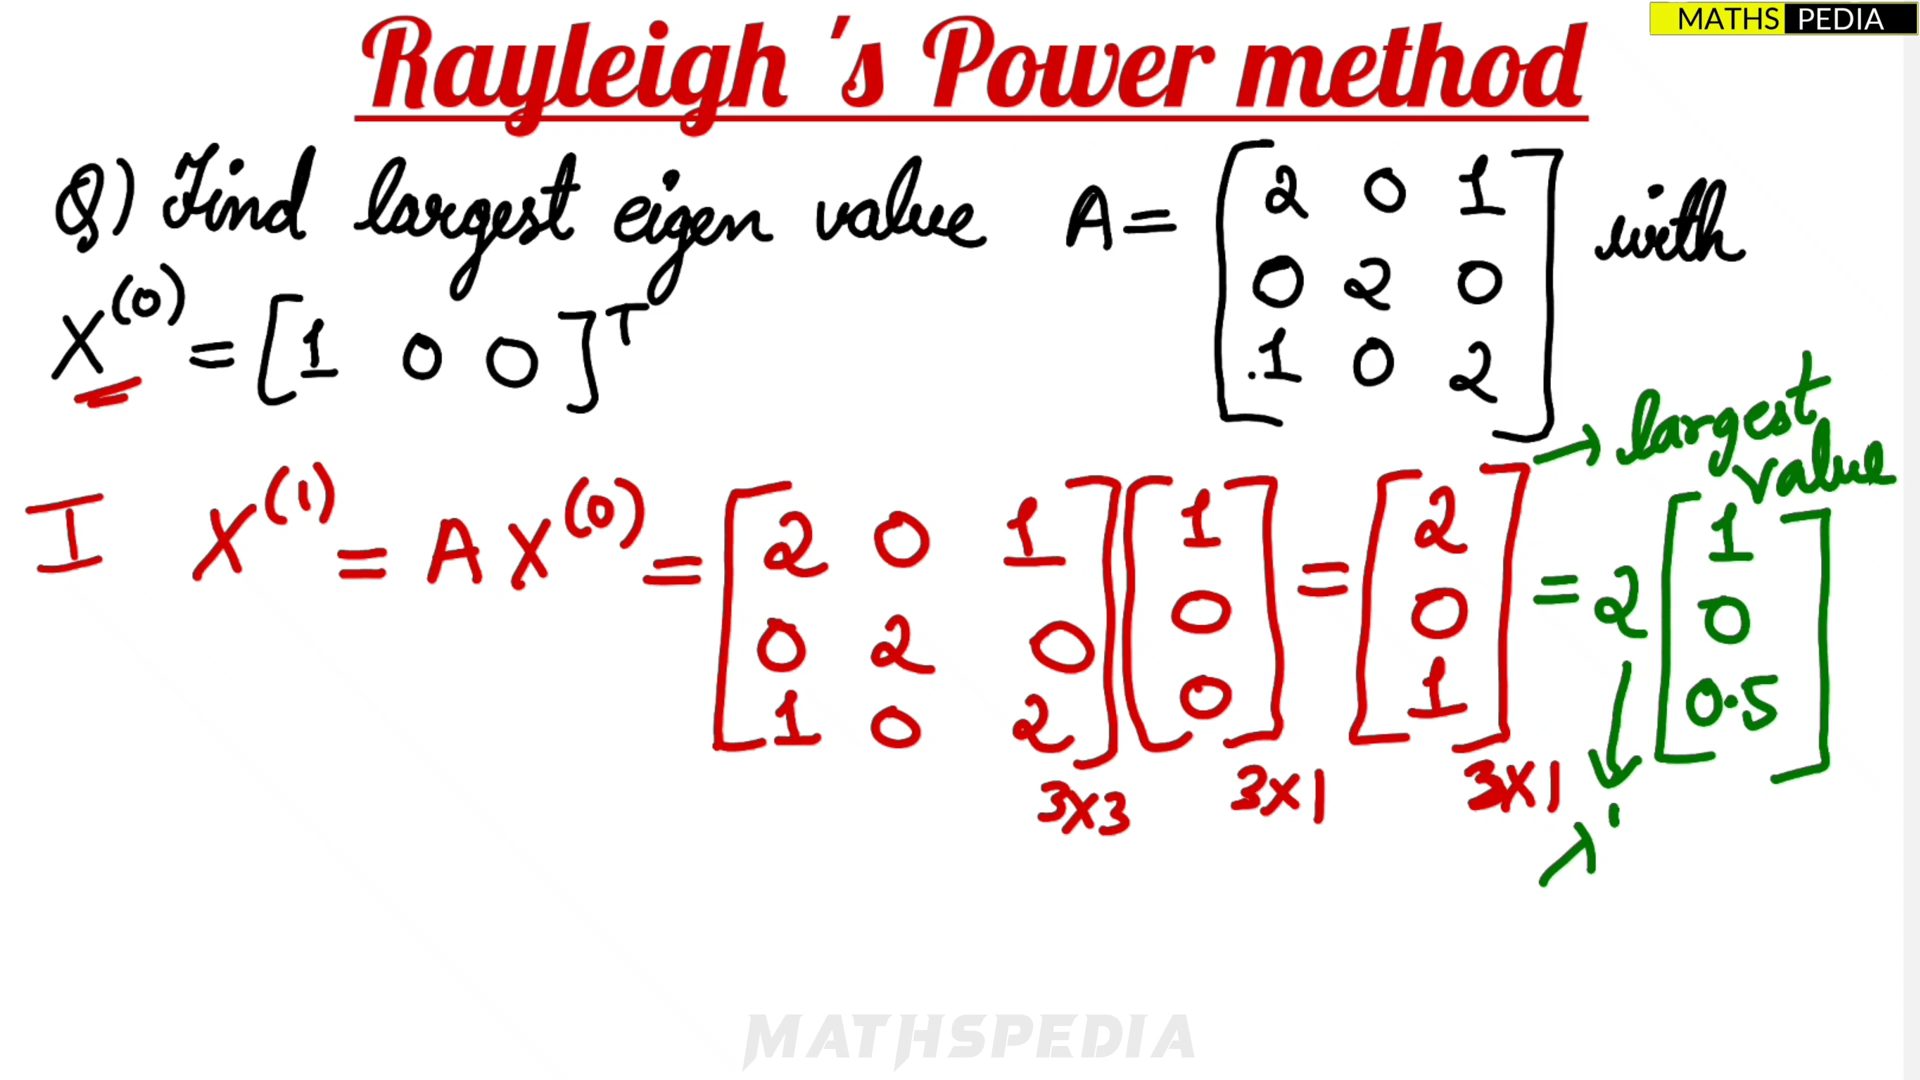 MATHS PEDIA
Rayleigh 's Power method
Q) Find largest eigen value A = [2 0 1
0 2 0
.1 0 2] with
X^(0) = [1 0 0]^T
→ largest value
I X^(1) = A X^(0) = [2 0 1
0 2 0
1 0 2]3x3 [1
0
0]3x1 = [2
0
1]3x1 = 2 [1
0
0.5]
↓
λ'
MATHSPEDIA